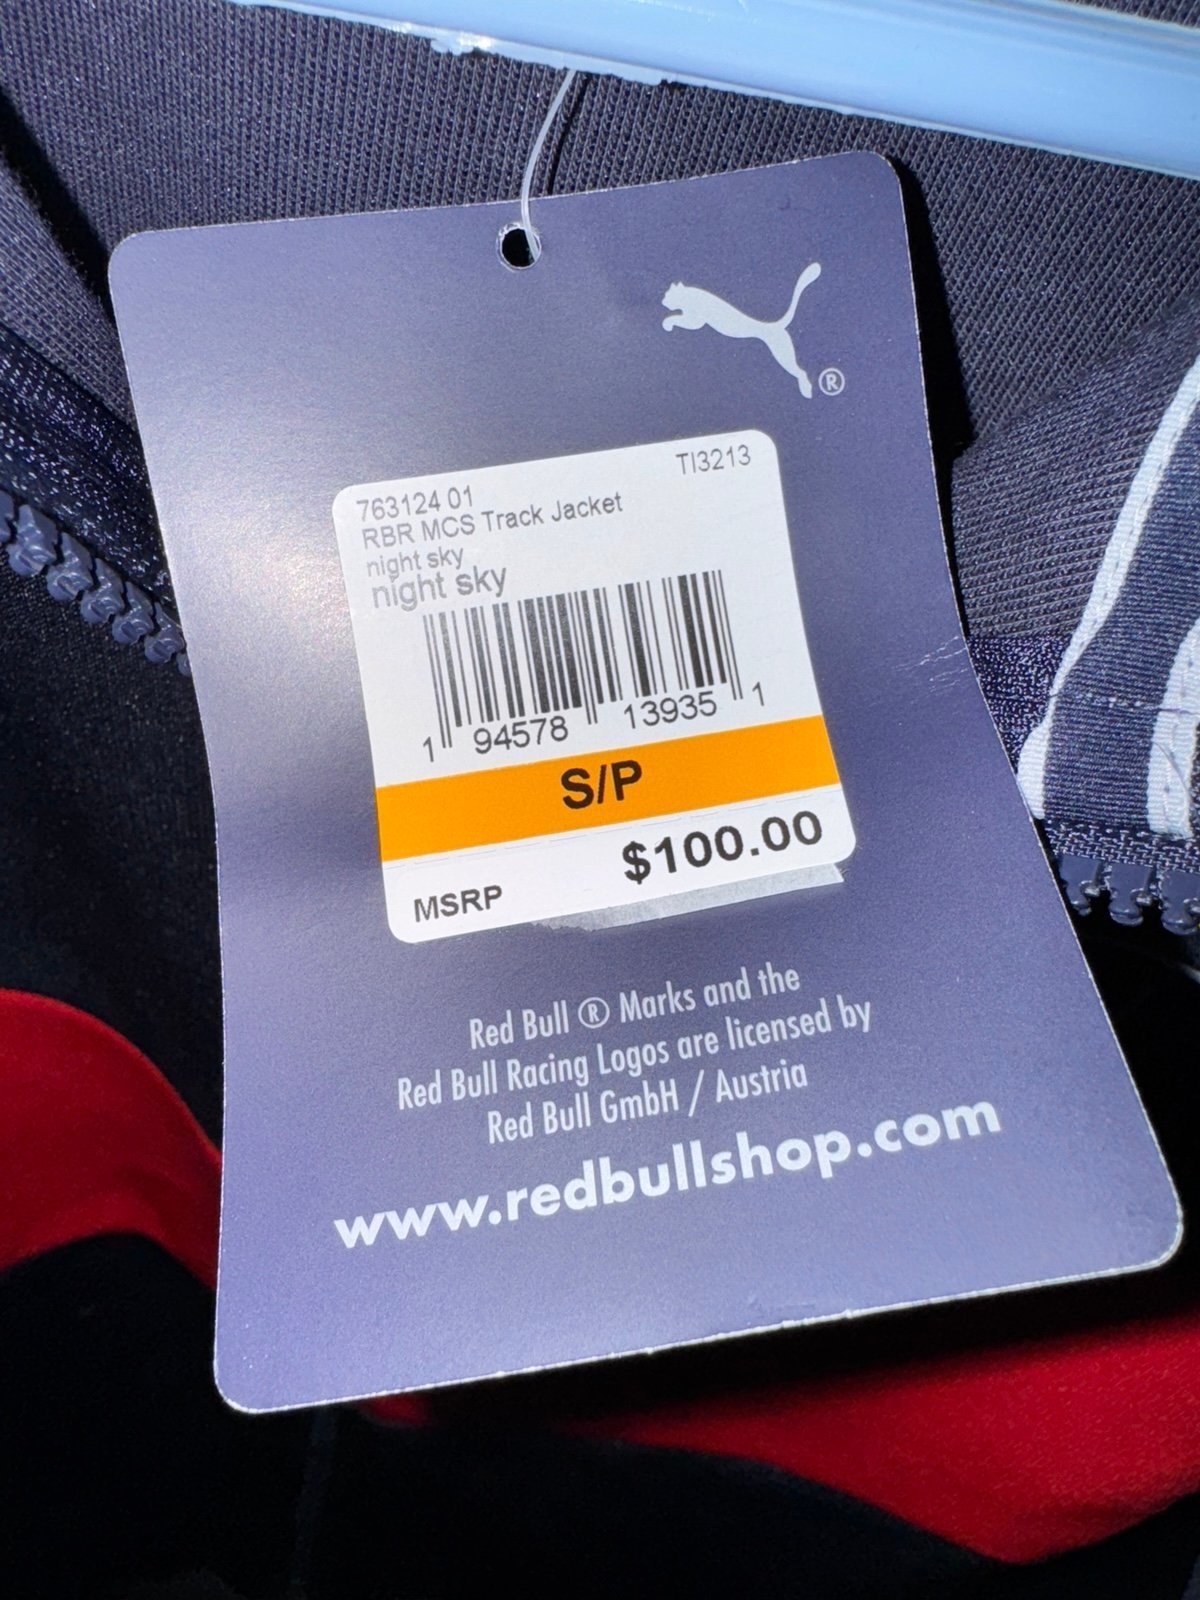 ®
TI3213
763124 01
RBR MCS Track Jacket
night sky
night sky
1 94578 13935 1
S/P
$100.00
MSRP
Red Bull ® Marks and the
Red Bull Racing Logos are licensed by
Red Bull GmbH / Austria
www.redbullshop.com